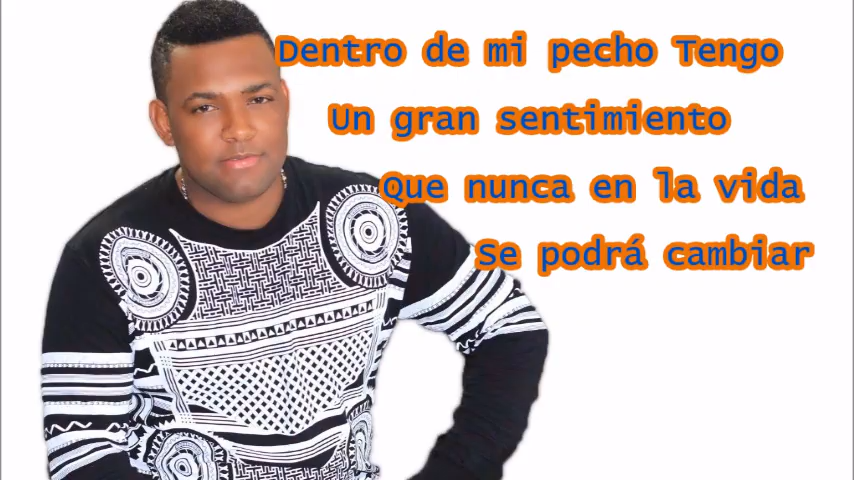 Dentro de mi pecho Tengo
Un gran sentimiento
Que nunca en la vida
Se podrá cambiar